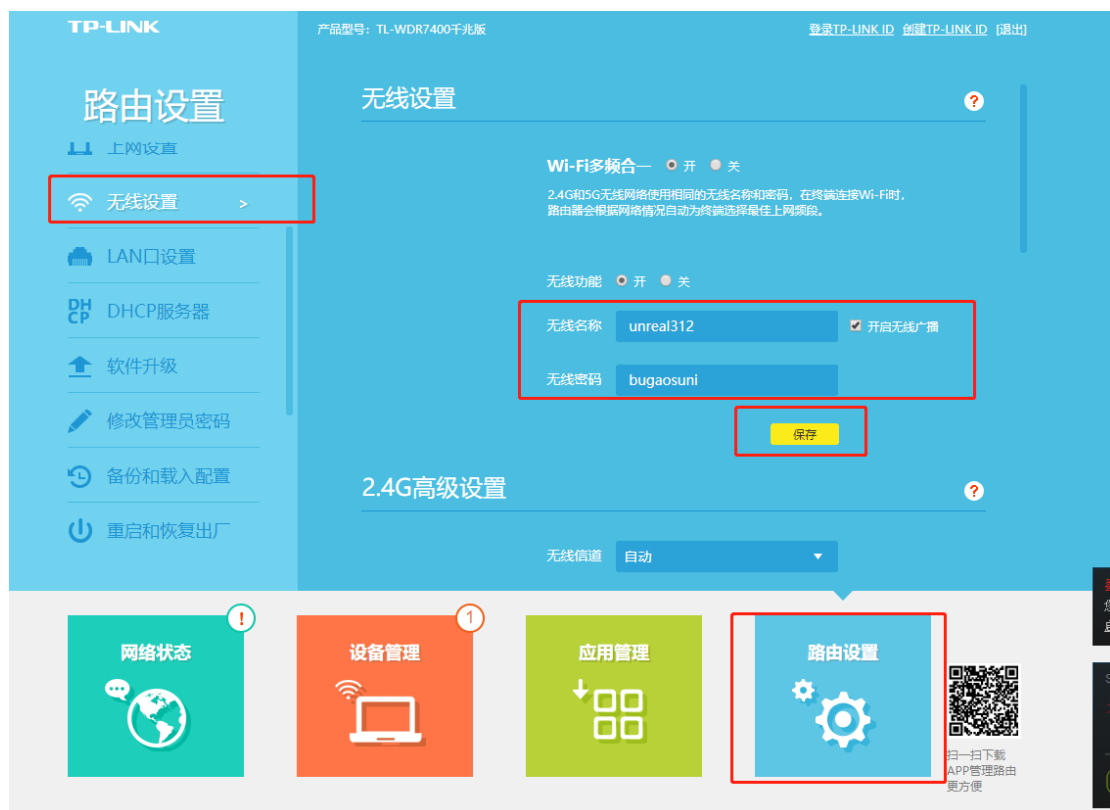 TP-LINK
产品型号：TL-WDR7400千兆版
登录TP-LINK ID 创建TP-LINK ID [退出]
路由设置
上网设置
无线设置 >
LAN口设置
DHCP DHCP服务器
软件升级
修改管理员密码
备份和载入配置
重启和恢复出厂
无线设置
?
Wi-Fi多频合一 开 关
2.4G和5G无线网络使用相同的无线名称和密码，在终端连接Wi-Fi时，
路由器会根据网络情况自动为终端选择最佳上网频段。
无线功能 开 关
无线名称 unreal312 开启无线广播
无线密码 bugaosuni
保存
2.4G高级设置
?
无线信道 自动
网络状态
!
设备管理
1
应用管理
路由设置
扫一扫下载
APP管理路由
更方便